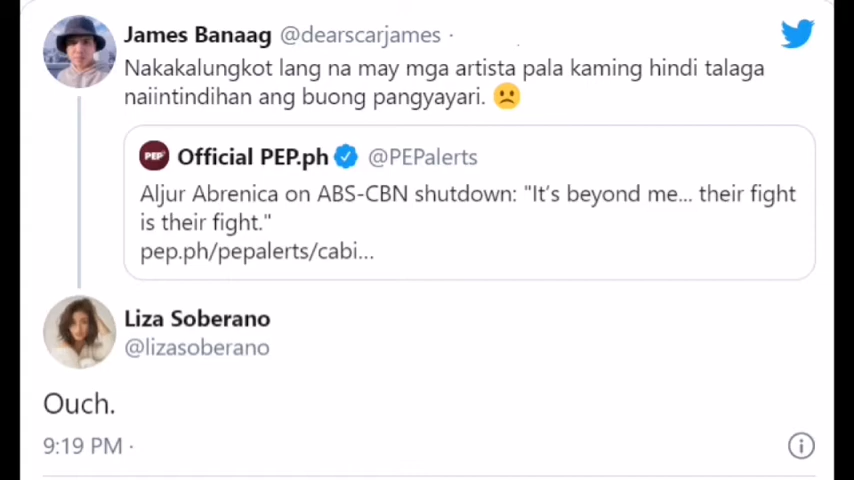 James Banaag @dearscarjames ·
Nakakalungkot lang na may mga artista pala kaming hindi talaga
naiintindihan ang buong pangyayari. 🙁
PEP
Official PEP.ph @PEPalerts
Aljur Abrenica on ABS-CBN shutdown: "It's beyond me... their fight
is their fight."
pep.ph/pepalerts/cabi...
Liza Soberano
@lizasoberano
Ouch.
9:19 PM ·